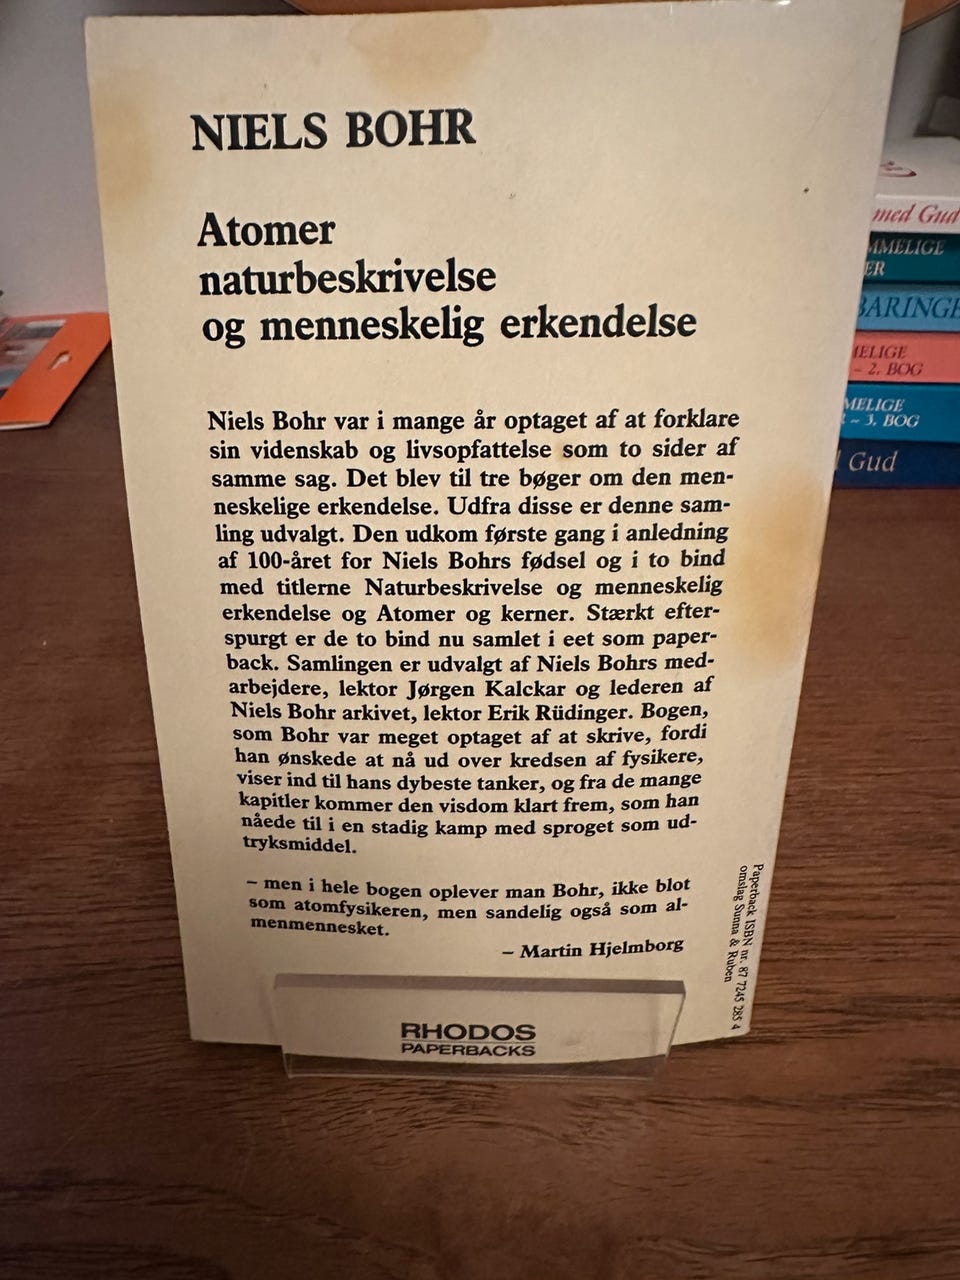 NIELS BOHR
Atomer
naturbeskrivelse
og menneskelig erkendelse
Niels Bohr var i mange år optaget af at forklare
sin videnskab og livsopfattelse som to sider af
samme sag. Det blev til tre bøger om den men-
neskelige erkendelse. Udfra disse er denne sam-
ling udvalgt. Den udkom første gang i anledning
af 100-året for Niels Bohrs fødsel og i to bind
med titlerne Naturbeskrivelse og menneskelig
erkendelse og Atomer og kerner. Stærkt efter-
spurgt er de to bind nu samlet i eet som paper-
back. Samlingen er udvalgt af Niels Bohrs med-
arbejdere, lektor Jørgen Kalckar og lederen af
Niels Bohr arkivet, lektor Erik Rüdinger. Bogen,
som Bohr var meget optaget af at skrive, fordi
han ønskede at nå ud over kredsen af fysikere,
viser ind til hans dybeste tanker, og fra de mange
kapitler kommer den visdom klart frem, som han
nåede til i en stadig kamp med sproget som ud-
tryksmiddel.
– men i hele bogen oplever man Bohr, ikke blot
som atomfysikeren, men sandelig også som al-
menmennesket.
– Martin Hjelmborg
Paperback ISBN nr. 87 7245 285 4
omslag Sunna & Ruben
RHODOS
PAPERBACKS
med Gud
MMELIGE
ER
BARINGE
MELIGE
– 2. BOG
MELIGE
– 3. BOG
Gud